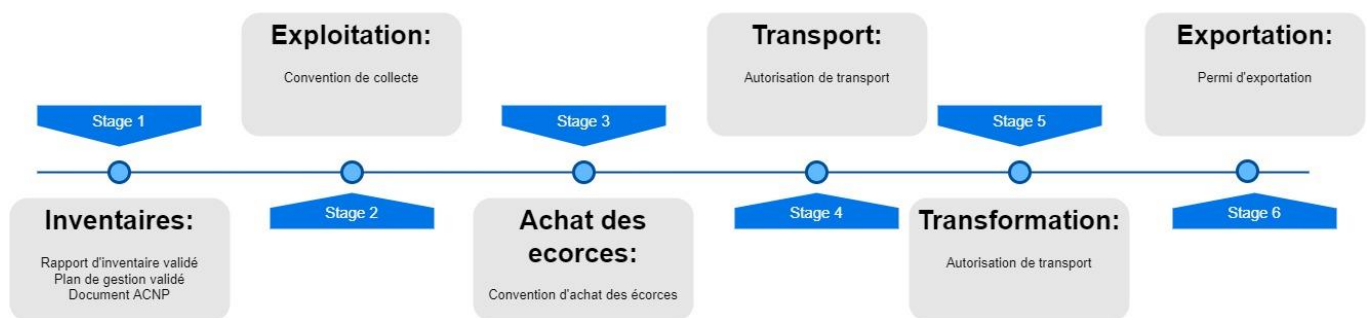 Stage 1
Inventaires:
Rapport d'inventaire validé
Plan de gestion validé
Document ACNP
Exploitation:
Convention de collecte
Stage 2
Stage 3
Achat des
ecorces:
Convention d'achat des écorces
Transport:
Autorisation de transport
Stage 4
Stage 5
Transformation:
Autorisation de transport
Exportation:
Permi d'exportation
Stage 6